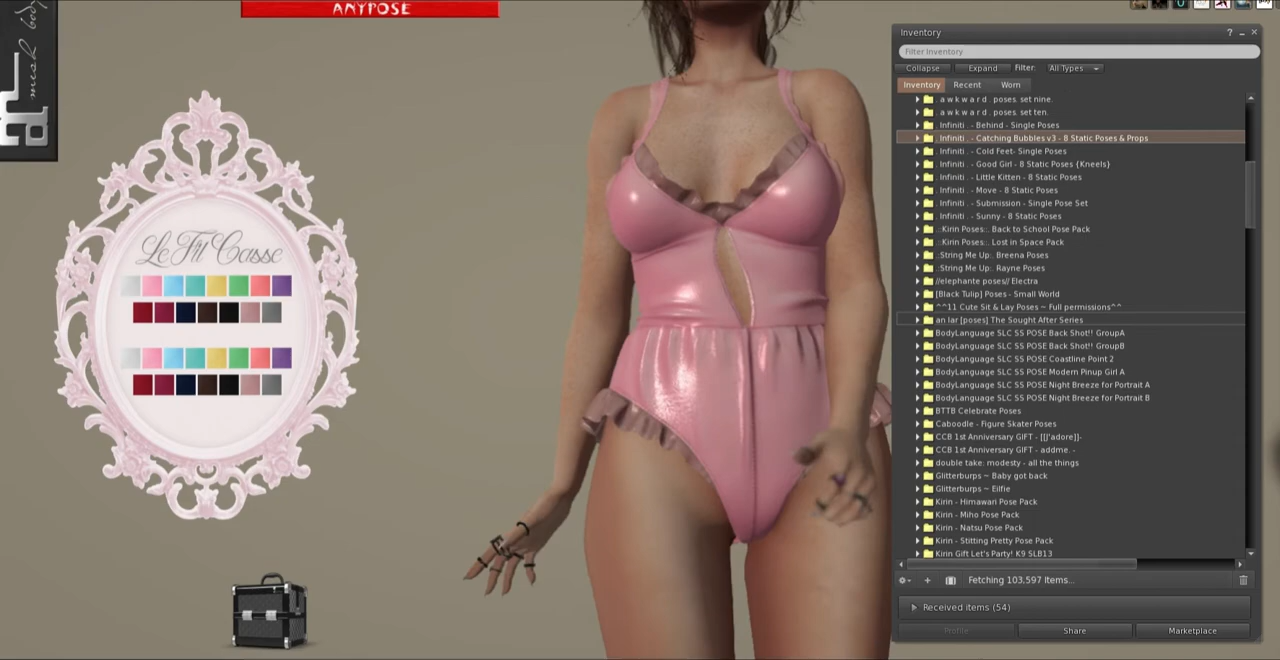 mesh body
ANYPOSE
Le Fil Casse
Inventory
Filter Inventory
Collapse Expand Filter: All Types
Inventory Recent Worn
. a w k w a r d . poses. set nine.
. a w k w a r d . poses. set ten.
. Infiniti . - Behind - Single Poses
. Infiniti . - Catching Bubbles v3 - 8 Static Poses & Props
. Infiniti . - Cold Feet- Single Poses
. Infiniti . - Good Girl - 8 Static Poses {Kneels}
. Infiniti . - Little Kitten - 8 Static Poses
. Infiniti . - Move - 8 Static Poses
. Infiniti . - Submission - Single Pose Set
. Infiniti . - Sunny - 8 Static Poses
.:Kirin Poses:. Back to School Pose Pack
.:Kirin Poses:. Lost in Space Pack
.:String Me Up:. Breena Poses
.:String Me Up:. Rayne Poses
//elephante poses// Electra
[Black Tulip] Poses - Small World
^^11 Cute Sit & Lay Poses ~ Full permissions^^
an lar [poses] The Sought After Series
BodyLanguage SLC SS POSE Back Shot!! GroupA
BodyLanguage SLC SS POSE Back Shot!! GroupB
BodyLanguage SLC SS POSE Coastline Point 2
BodyLanguage SLC SS POSE Modern Pinup Girl A
BodyLanguage SLC SS POSE Night Breeze for Portrait A
BodyLanguage SLC SS POSE Night Breeze for Portrait B
BTTB Celebrate Poses
Caboodle - Figure Skater Poses
CCB 1st Anniversary GIFT - [[J'adore]]-
CCB 1st Anniversary GIFT - addme. -
double take: modesty - all the things
Glitterburps ~ Baby got back
Glitterburps ~ Eilfie
Kirin - Himawari Pose Pack
Kirin - Miho Pose Pack
Kirin - Natsu Pose Pack
Kirin - Stitting Pretty Pose Pack
Kirin Gift Let's Party! K9 SLB13
Fetching 103,597 Items...
Received items (54)
Profile Share Marketplace